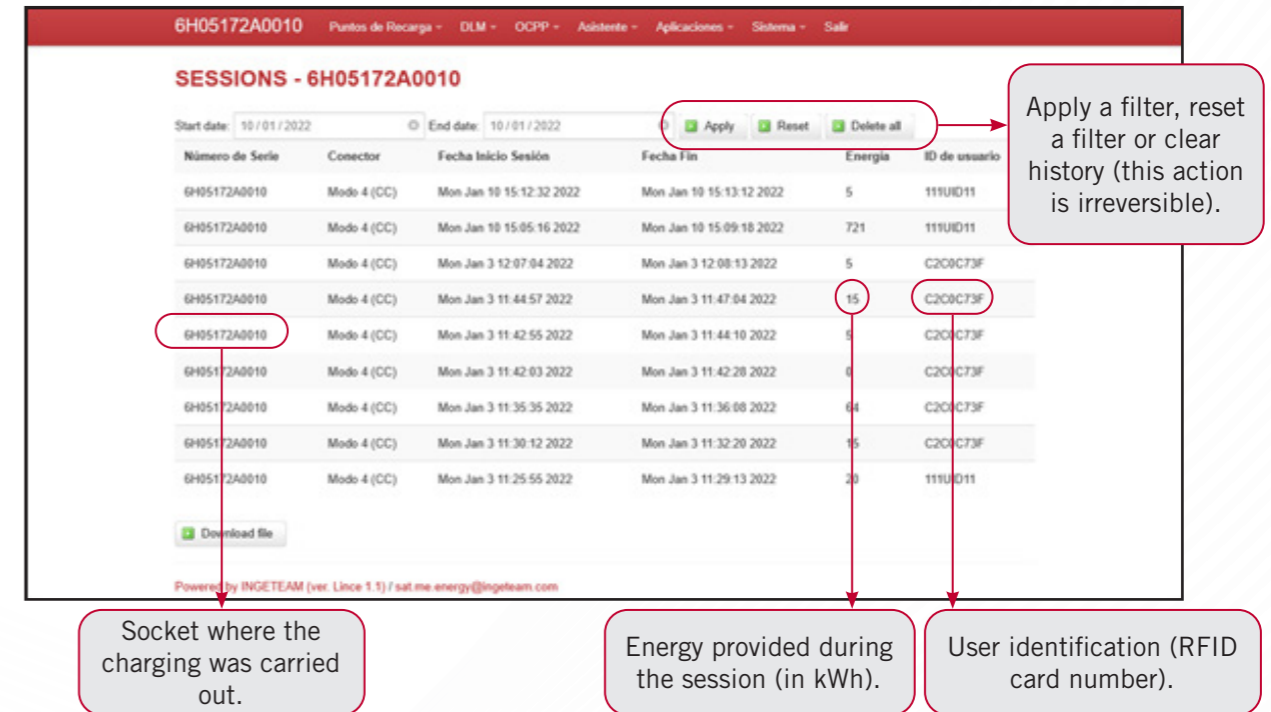 6H05172A0010 Puntos de Recarga DLM OCPP Asistente Aplicaciones Sistema Salir
SESSIONS - 6H05172A0010
Start date: 10/01/2022 End date: 10/01/2022 Apply Reset Delete all
Número de Serie Conector Fecha Inicio Sesión Fecha Fin Energía ID de usuario
6H05172A0010 Modo 4 (CC) Mon Jan 10 15:12:32 2022 Mon Jan 10 15:13:12 2022 5 111UID11
6H05172A0010 Modo 4 (CC) Mon Jan 10 15:05:16 2022 Mon Jan 10 15:09:18 2022 721 111UID11
6H05172A0010 Modo 4 (CC) Mon Jan 3 12:07:04 2022 Mon Jan 3 12:08:13 2022 5 C2C0C73F
6H05172A0010 Modo 4 (CC) Mon Jan 3 11:44:57 2022 Mon Jan 3 11:47:04 2022 15 C2C0C73F
6H05172A0010 Modo 4 (CC) Mon Jan 3 11:42:55 2022 Mon Jan 3 11:44:10 2022 5 C2C0C73F
6H05172A0010 Modo 4 (CC) Mon Jan 3 11:42:03 2022 Mon Jan 3 11:42:28 2022 0 C2C0C73F
6H05172A0010 Modo 4 (CC) Mon Jan 3 11:35:35 2022 Mon Jan 3 11:36:08 2022 64 C2C0C73F
6H05172A0010 Modo 4 (CC) Mon Jan 3 11:30:12 2022 Mon Jan 3 11:32:20 2022 15 C2C0C73F
6H05172A0010 Modo 4 (CC) Mon Jan 3 11:25:55 2022 Mon Jan 3 11:29:13 2022 20 111UID11
Download file
Powered by INGETEAM (ver. Lince 1.1) / sat.me.energy@ingeteam.com
Apply a filter, reset
a filter or clear
history (this action
is irreversible).
Socket where the
charging was carried
out.
Energy provided during
the session (in kWh).
User identification (RFID
card number).